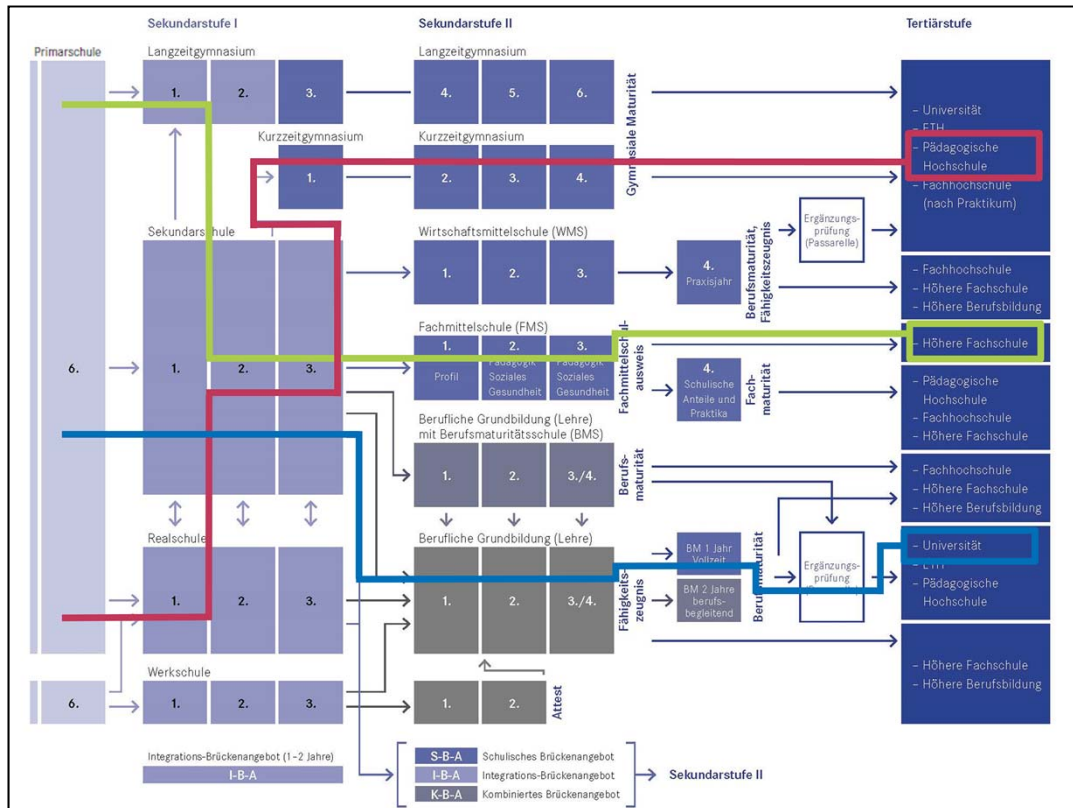 Sekundarstufe I
Sekundarstufe II
Tertiärstufe
Primarschule
Langzeitgymnasium
Langzeitgymnasium
1.
2.
3.
4.
5.
6.
Gymnasiale Maturität
– Universität
– ETH
– Pädagogische
Hochschule
– Fachhochschule
(nach Praktikum)
Kurzzeitgymnasium
Kurzzeitgymnasium
1.
2.
3.
4.
Sekundarschule
Wirtschaftsmittelschule (WMS)
1.
2.
3.
4.
Praxisjahr
Berufsmaturität,
Fähigkeitszeugnis
Ergänzungs-
prüfung
(Passarelle)
– Fachhochschule
– Höhere Fachschule
– Höhere Berufsbildung
6.
1.
2.
3.
Fachmittelschule (FMS)
1.
2.
3.
Profil
Pädagogik
Soziales
Gesundheit
Pädagogik
Soziales
Gesundheit
Fachmittelschul-
ausweis
– Höhere Fachschule
4.
Schulische
Anteile und
Praktika
Fach-
maturität
– Pädagogische
Hochschule
– Fachhochschule
– Höhere Fachschule
Berufliche Grundbildung (Lehre)
mit Berufsmaturitätsschule (BMS)
1.
2.
3./4.
Berufs-
maturität
– Fachhochschule
– Höhere Fachschule
– Höhere Berufsbildung
Realschule
1.
2.
3.
Berufliche Grundbildung (Lehre)
1.
2.
3./4.
Fähigkeits-
zeugnis
BM 1 Jahr
Vollzeit
BM 2 Jahre
berufs-
begleitend
Berufsmaturität
Ergänzungs-
prüfung
– Universität
– ETH
– Pädagogische
Hochschule
– Höhere Fachschule
– Höhere Berufsbildung
Werkschule
6.
1.
2.
3.
1.
2.
Attest
Integrations-Brückenangebot (1–2 Jahre)
I-B-A
S-B-A Schulisches Brückenangebot
I-B-A Integrations-Brückenangebot
K-B-A Kombiniertes Brückenangebot
Sekundarstufe II